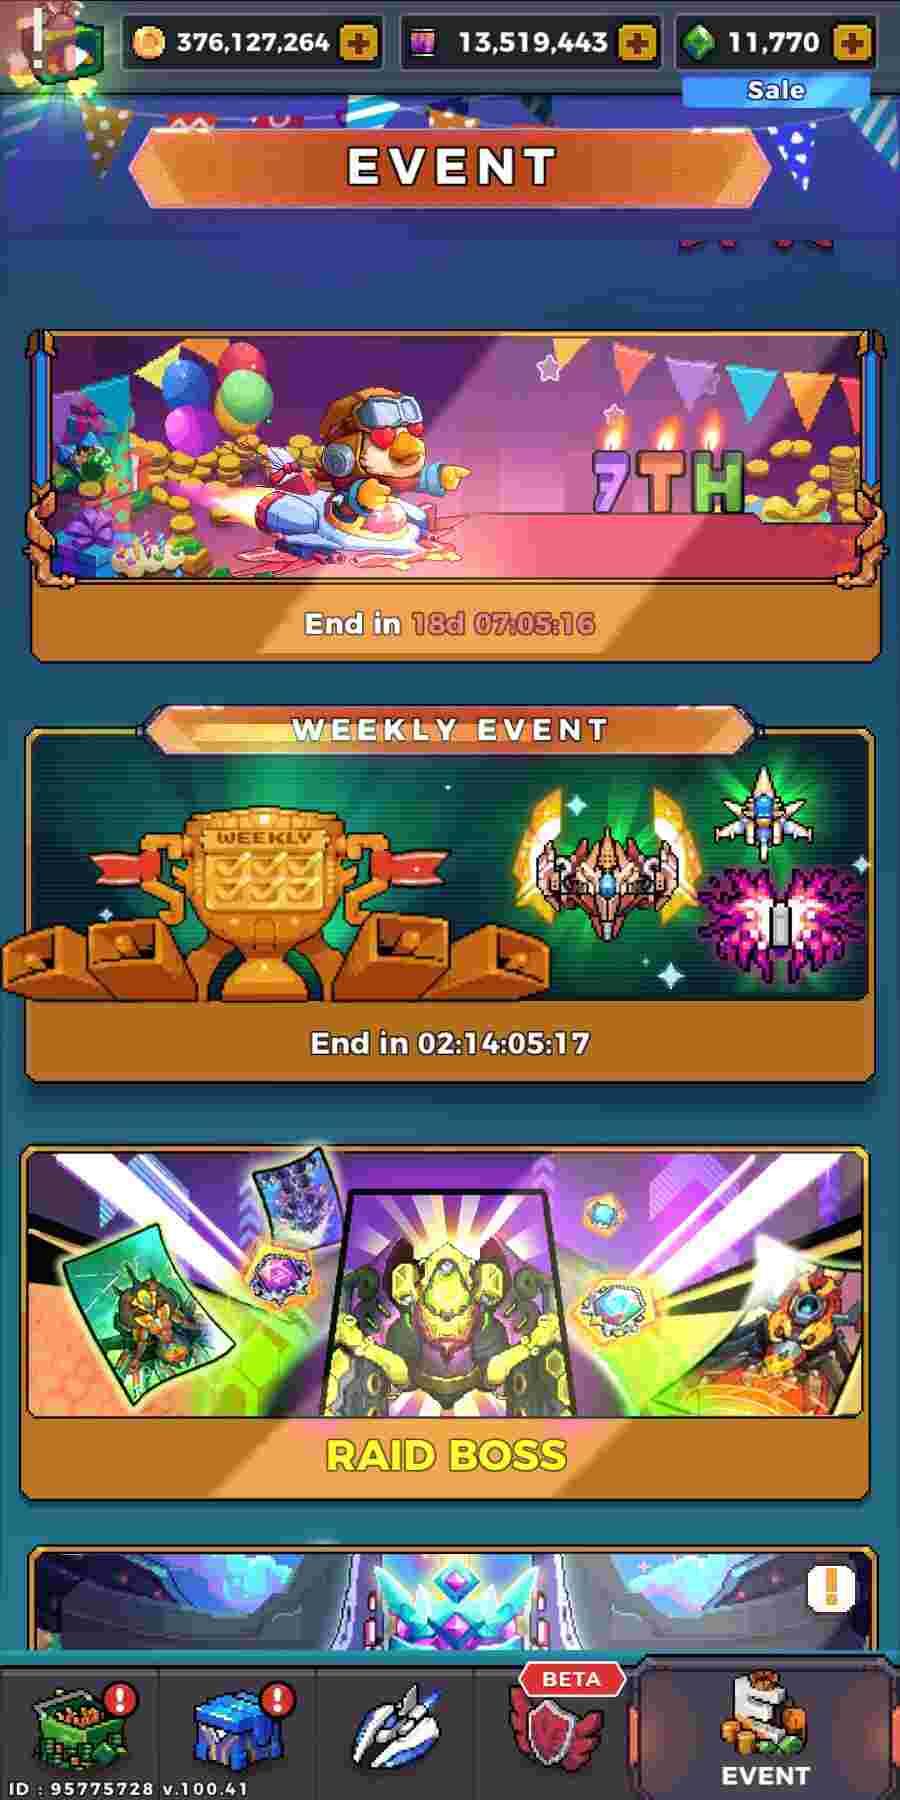 376,127,264
13,519,443
11,770
Sale
EVENT
7TH
End in 18d 07:05:16
WEEKLY EVENT
WEEKLY
End in 02:14:05:17
RAID BOSS
BETA
EVENT
ID : 95775728 v.100.41